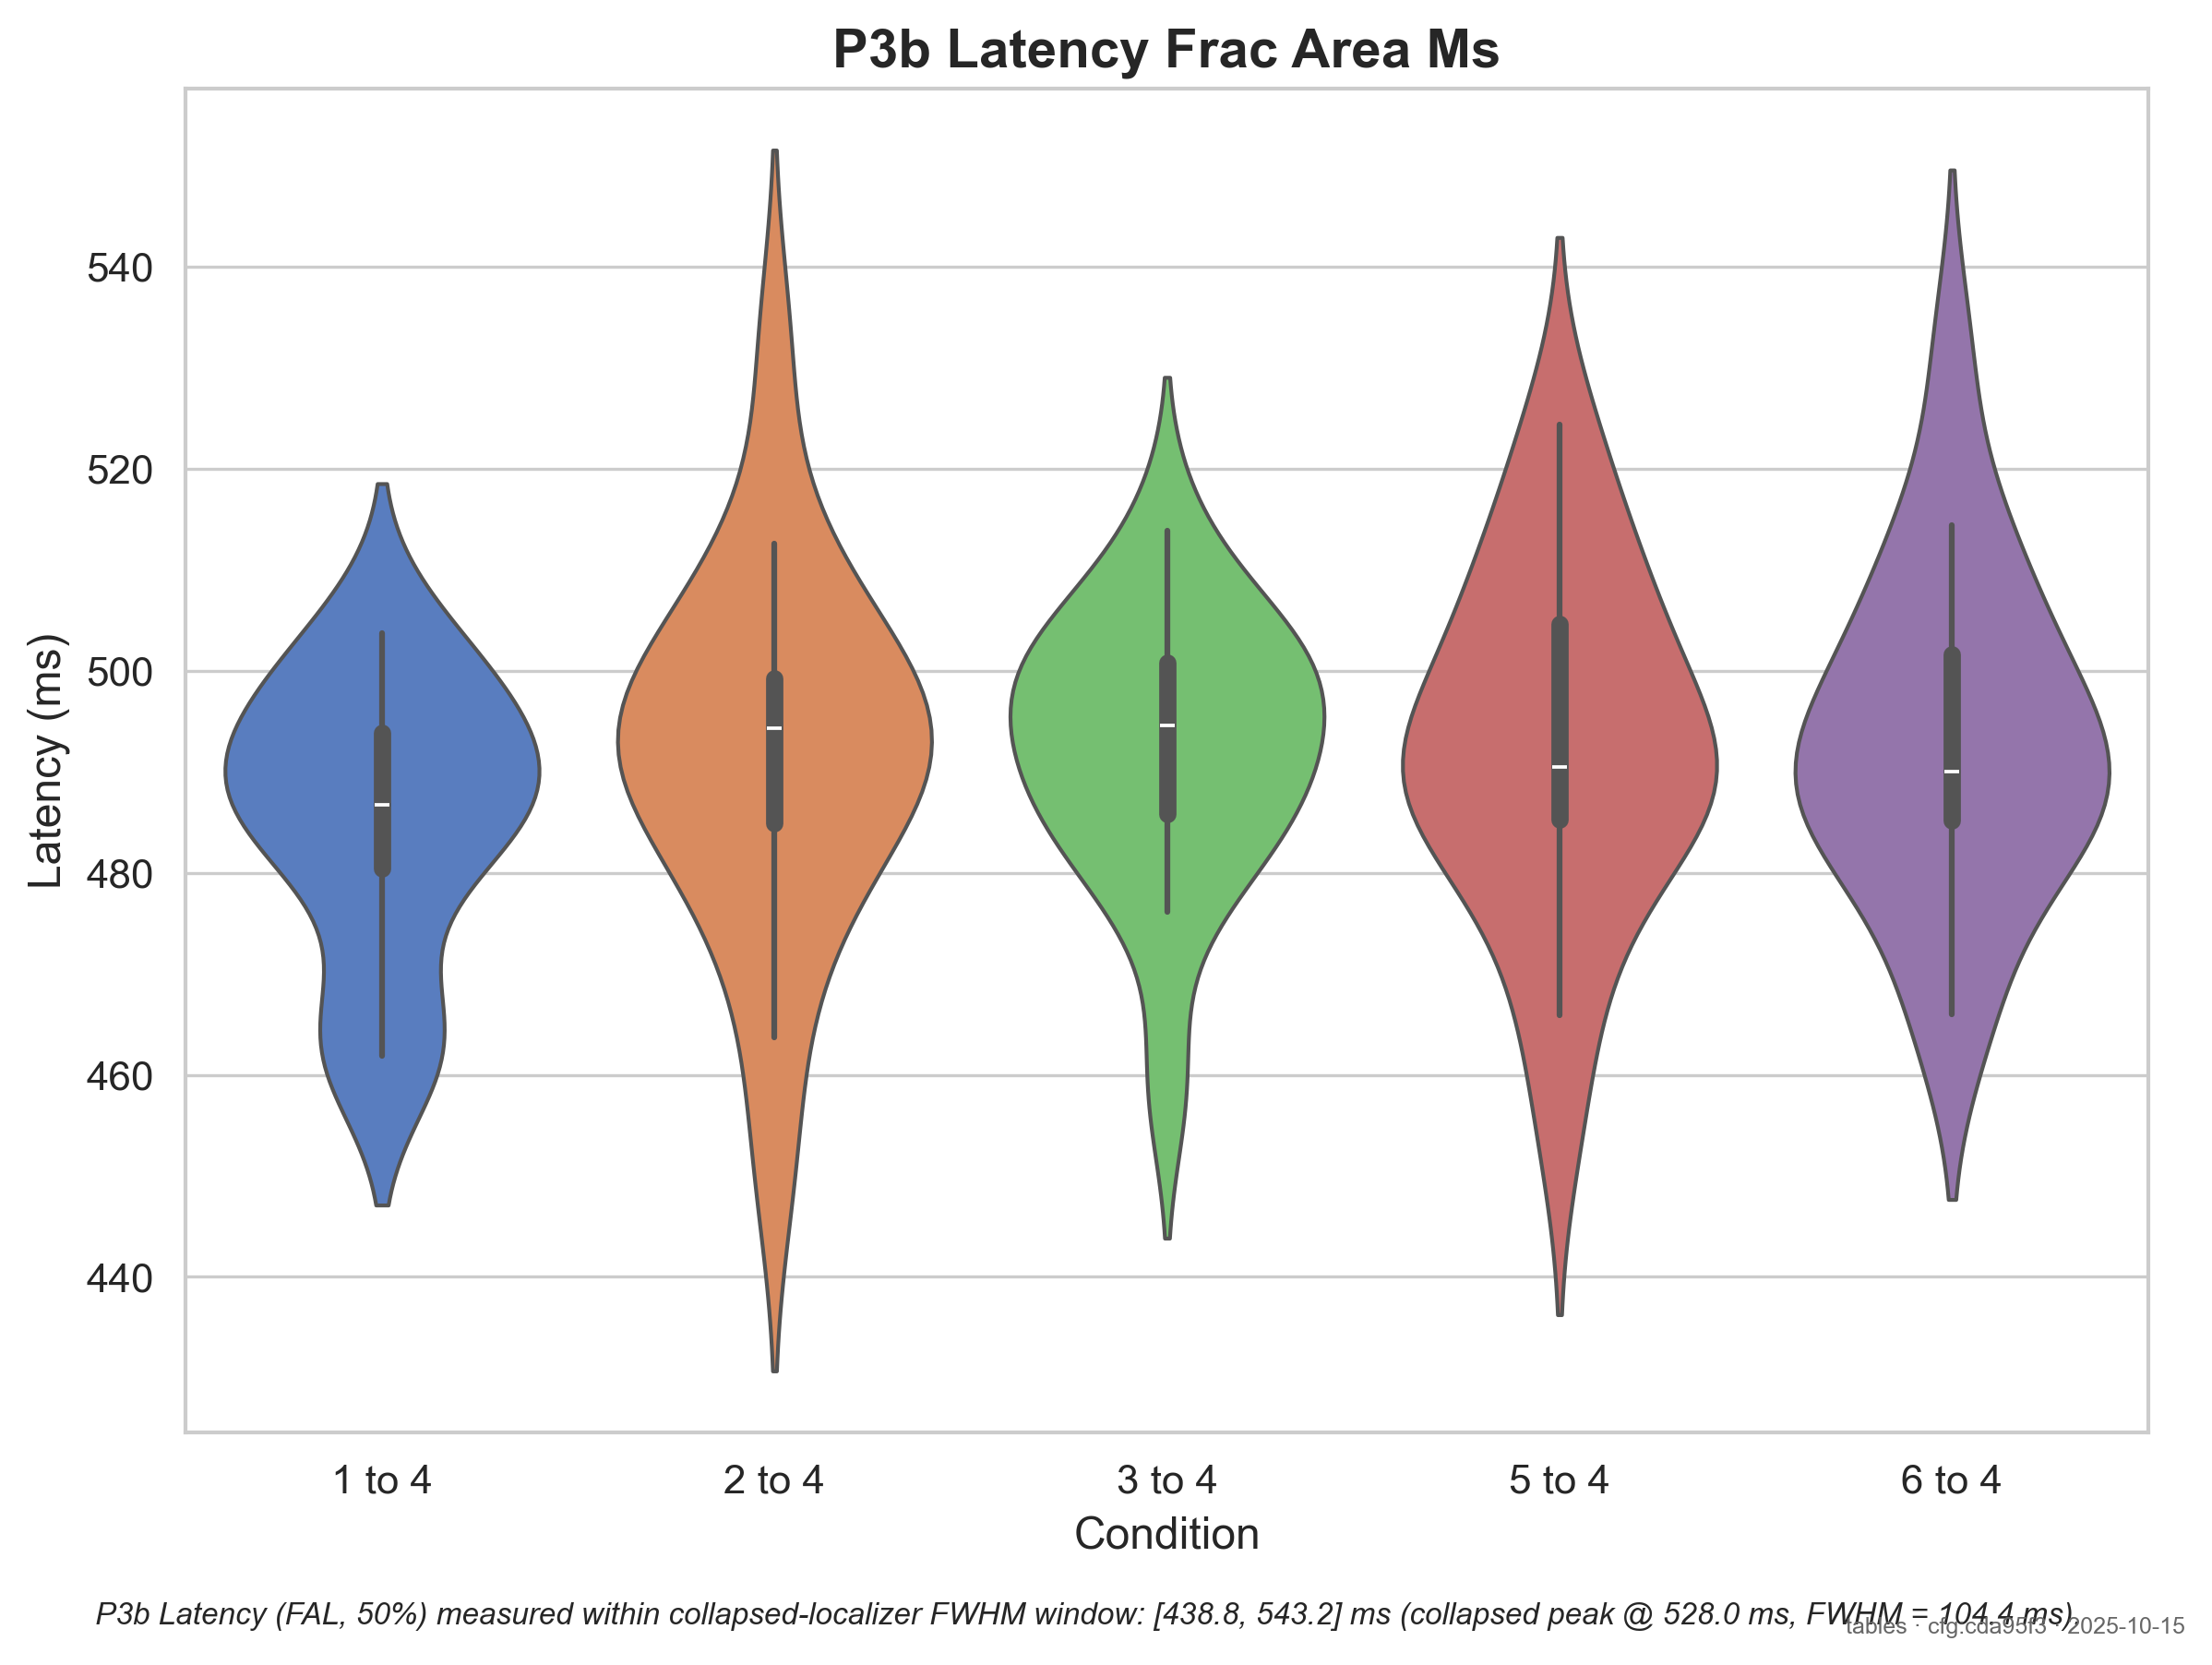 P3b Latency Frac Area Ms
Latency (ms)
540
520
500
480
460
440
1 to 4
2 to 4
3 to 4
5 to 4
6 to 4
Condition
P3b Latency (FAL, 50%) measured within collapsed-localizer FWHM window: [438.8, 543.2] ms (collapsed peak @ 528.0 ms, FWHM = 104.4 ms).
tables · cfg:cda95f3 · 2025-10-15